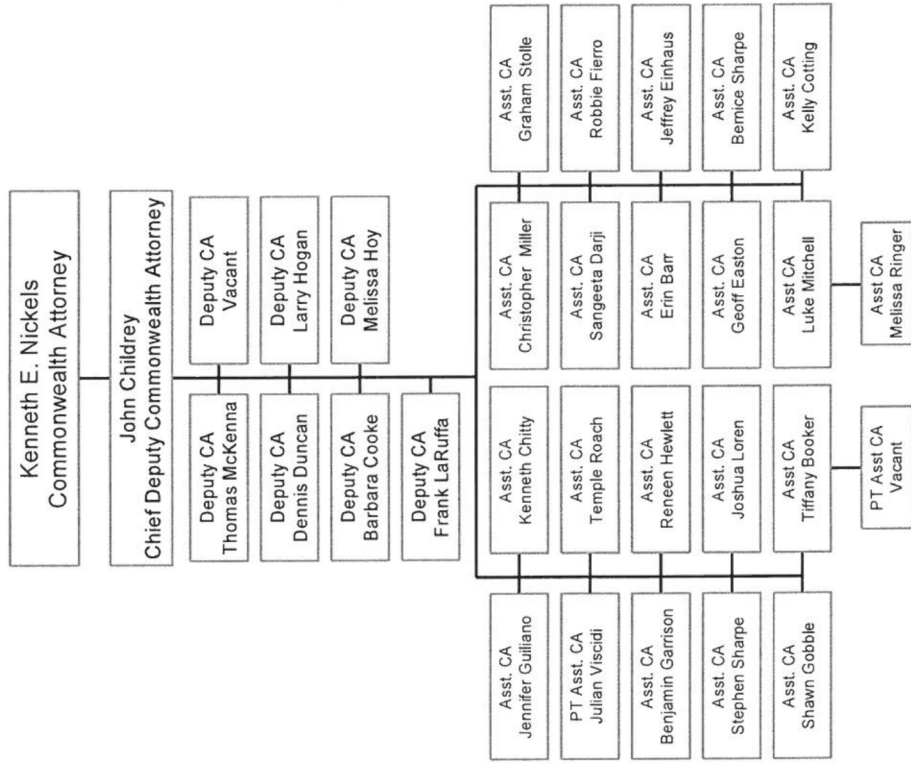 Kenneth E. Nickels
Commonwealth Attorney
John Childrey
Chief Deputy Commonwealth Attorney
Deputy CA
Thomas McKenna
Deputy CA
Vacant
Deputy CA
Dennis Duncan
Deputy CA
Larry Hogan
Deputy CA
Barbara Cooke
Deputy CA
Melissa Hoy
Deputy CA
Frank LaRuffa
Asst. CA
Jennifer Guiliano
Asst. CA
Kenneth Chitty
Asst. CA
Christopher Miller
Asst. CA
Graham Stolle
PT Asst. CA
Julian Viscidi
Asst. CA
Temple Roach
Asst. CA
Sangeeta Darji
Asst. CA
Robbie Fierro
Asst. CA
Benjamin Garrison
Asst. CA
Reneen Hewlett
Asst. CA
Erin Barr
Asst. CA
Jeffrey Einhaus
Asst. CA
Stephen Sharpe
Asst. CA
Joshua Loren
Asst. CA
Geoff Easton
Asst. CA
Bernice Sharpe
Asst. CA
Shawn Gobble
Asst. CA
Tiffany Booker
Asst CA
Luke Mitchell
Asst. CA
Kelly Cotting
PT Asst CA
Vacant
Asst CA
Melissa Ringer